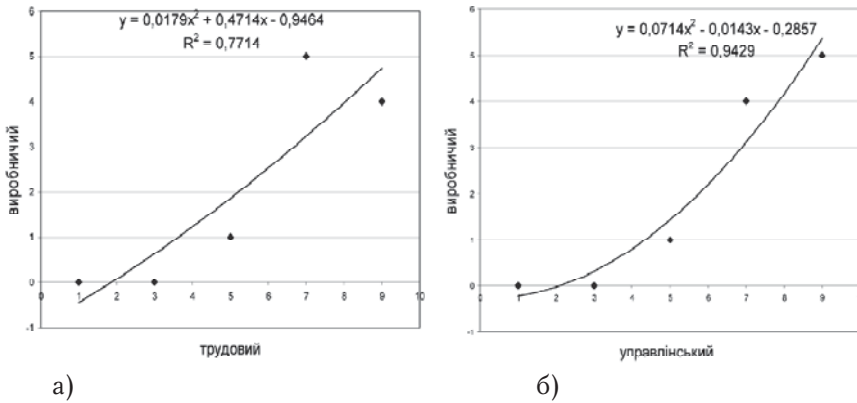 y = 0,0179x² + 0,4714x - 0,9464
R² = 0,7714
6
5
4
3
2
1
0
-1
0 1 2 3 4 5 6 7 8 9 10
виробничий
трудовий
а)
y = 0,0714x² - 0,0143x - 0,2857
R² = 0,9429
6
5
4
3
2
1
0
-1
0 1 2 3 4 5 6 7 8 9
виробничий
управлінський
б)